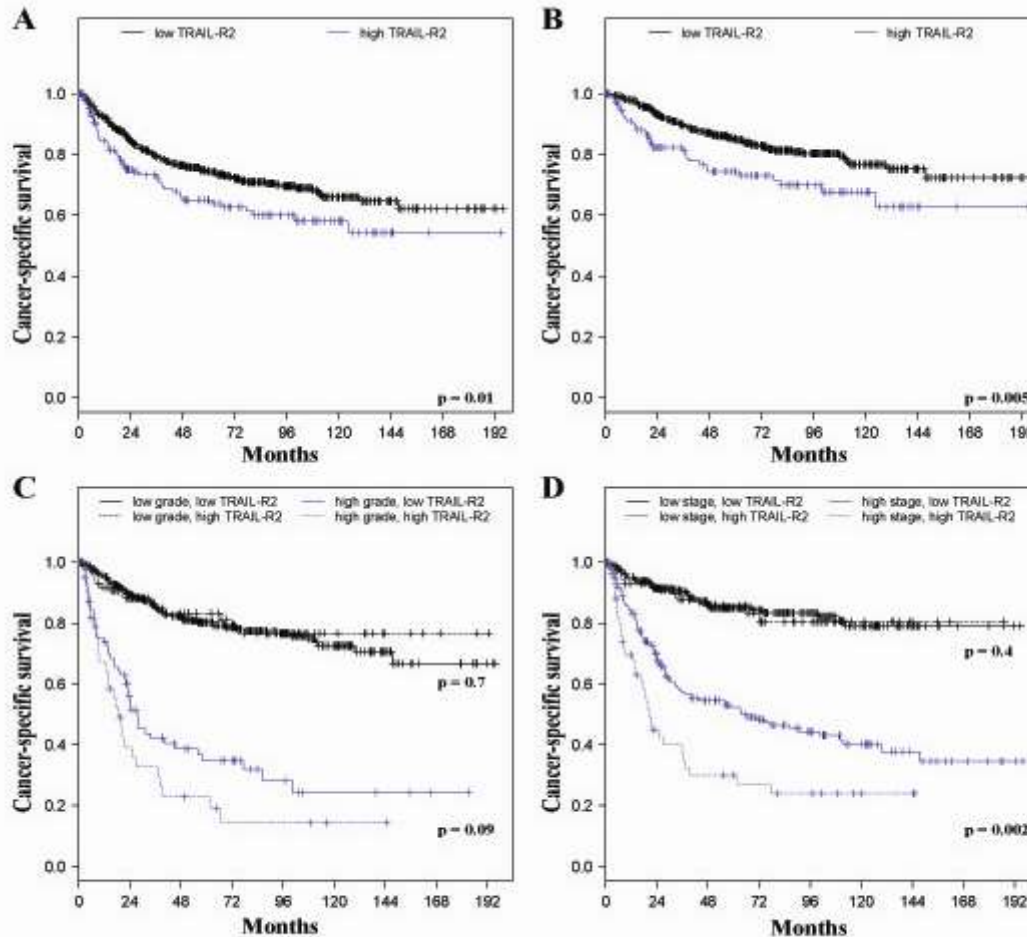 A
low TRAIL-R2 high TRAIL-R2
Cancer-specific survival
1.0
0.8
0.6
0.4
0.2
0.0
p = 0.01
0 24 48 72 96 120 144 168 192
Months
B
low TRAIL-R2 high TRAIL-R2
Cancer-specific survival
1.0
0.8
0.6
0.4
0.2
0.0
p = 0.005
0 24 48 72 96 120 144 168 192
Months
C
low grade, low TRAIL-R2 high grade, low TRAIL-R2
low grade, high TRAIL-R2 high grade, high TRAIL-R2
Cancer-specific survival
1.0
0.8
0.6
0.4
0.2
0.0
p = 0.7
p = 0.09
0 24 48 72 96 120 144 168 192
Months
D
low stage, low TRAIL-R2 high stage, low TRAIL-R2
low stage, high TRAIL-R2 high stage, high TRAIL-R2
Cancer-specific survival
1.0
0.8
0.6
0.4
0.2
0.0
p = 0.4
p = 0.002
0 24 48 72 96 120 144 168 192
Months